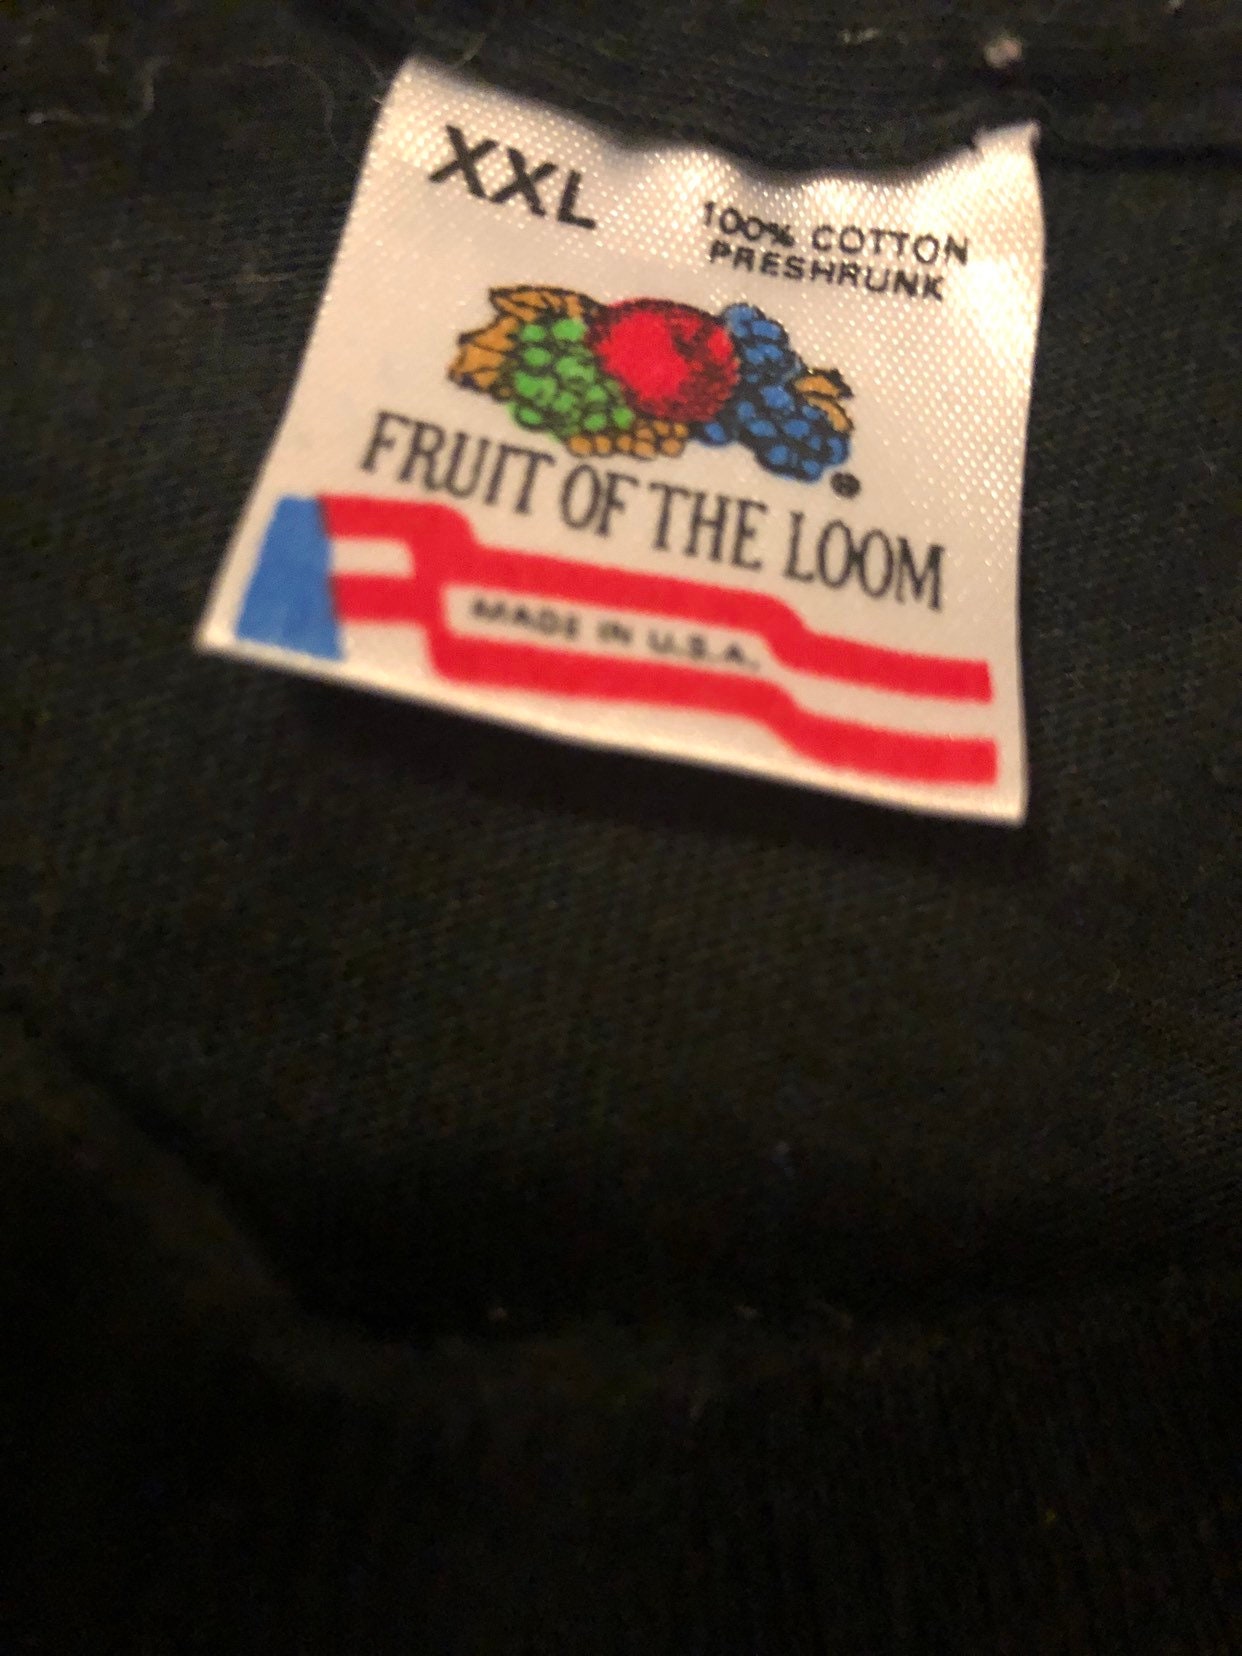 XXL
100% COTTON
PRESHRUNK
FRUIT OF THE LOOM
MADE IN U.S.A.